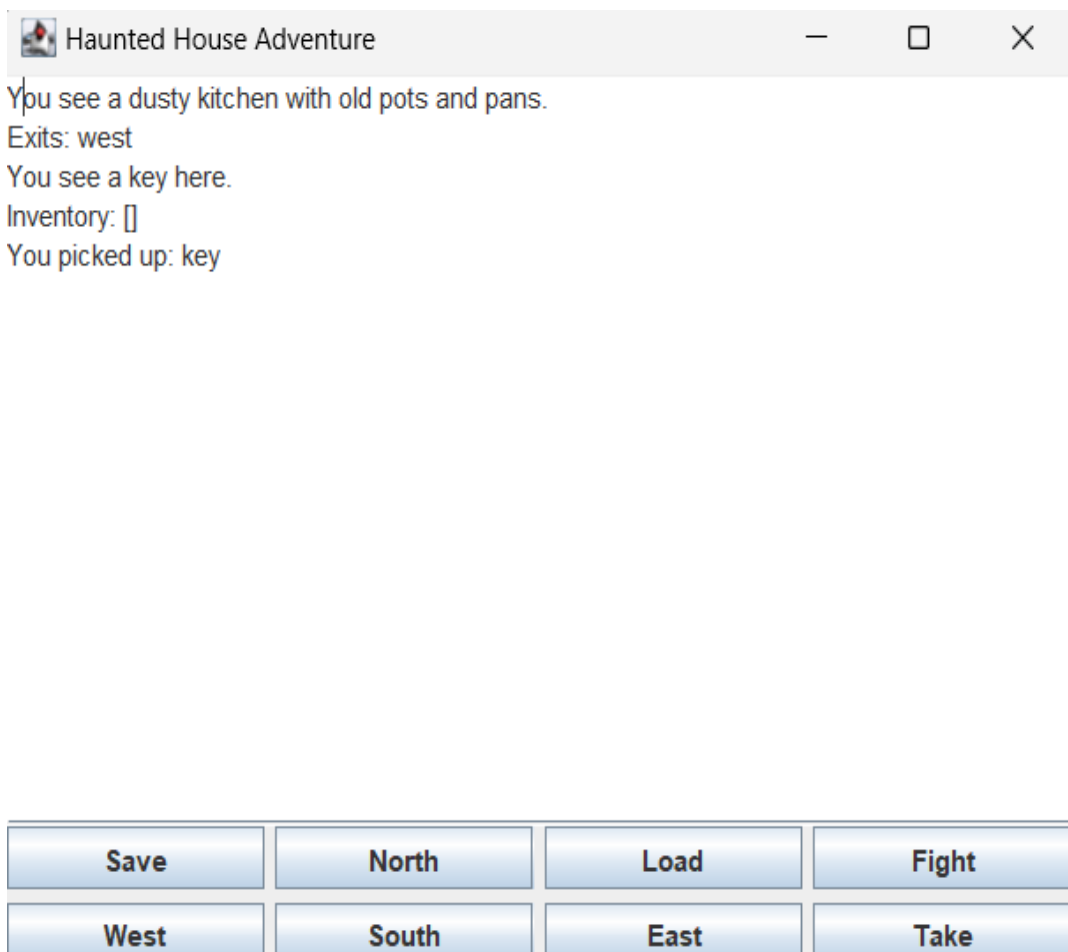 Haunted House Adventure
You see a dusty kitchen with old pots and pans.
Exits: west
You see a key here.
Inventory: []
You picked up: key
Save North Load Fight
West South East Take